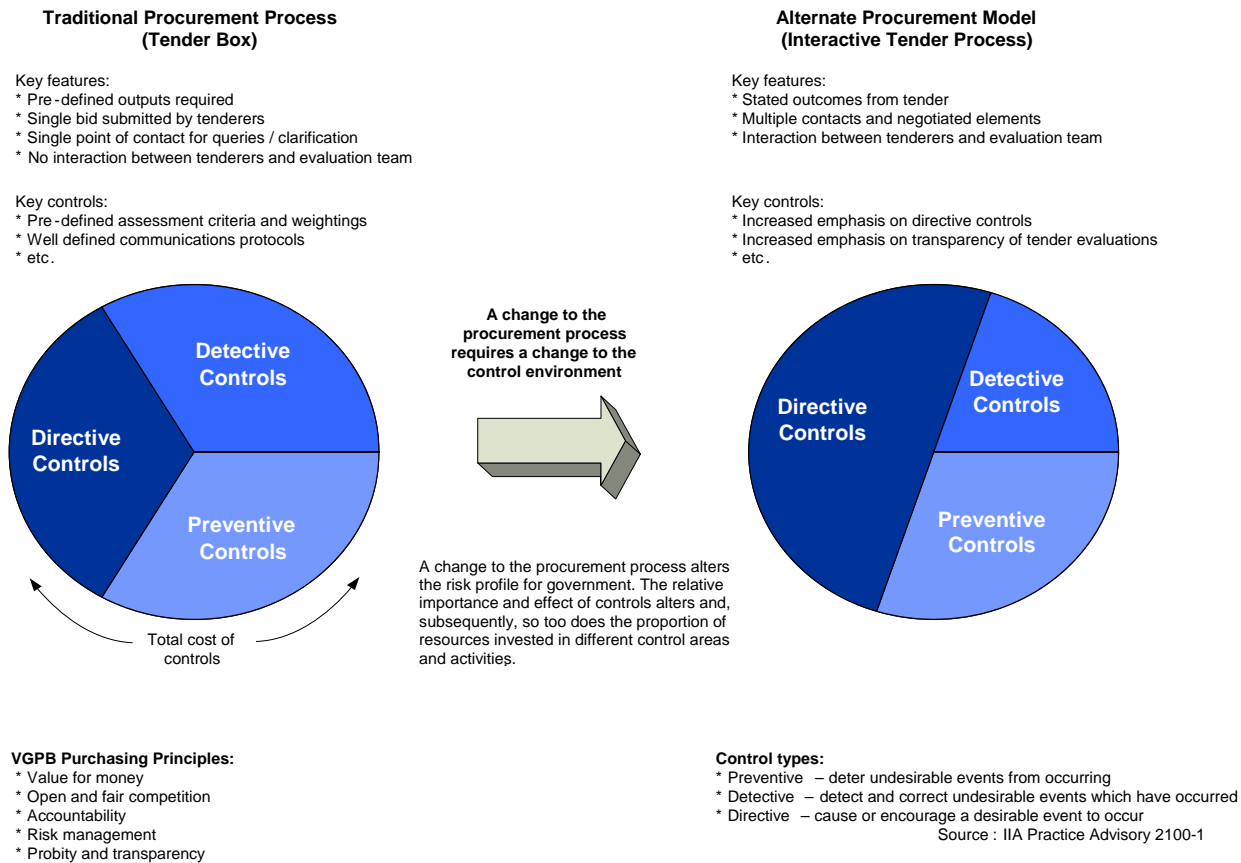 Traditional Procurement Process
(Tender Box)
Key features:
* Pre-defined outputs required
* Single bid submitted by tenderers
* Single point of contact for queries / clarification
* No interaction between tenderers and evaluation team
Key controls:
* Pre-defined assessment criteria and weightings
* Well defined communications protocols
* etc.
Detective
Controls
Directive
Controls
Preventive
Controls
Total cost of
controls
A change to the
procurement process
requires a change to the
control environment
A change to the procurement process alters
the risk profile for government. The relative
importance and effect of controls alters and,
subsequently, so too does the proportion of
resources invested in different control areas
and activities.
Alternate Procurement Model
(Interactive Tender Process)
Key features:
* Stated outcomes from tender
* Multiple contacts and negotiated elements
* Interaction between tenderers and evaluation team
Key controls:
* Increased emphasis on directive controls
* Increased emphasis on transparency of tender evaluations
* etc.
Directive
Controls
Detective
Controls
Preventive
Controls
VGPB Purchasing Principles:
* Value for money
* Open and fair competition
* Accountability
* Risk management
* Probity and transparency
Control types:
* Preventive – deter undesirable events from occurring
* Detective – detect and correct undesirable events which have occurred
* Directive – cause or encourage a desirable event to occur
Source : IIA Practice Advisory 2100-1